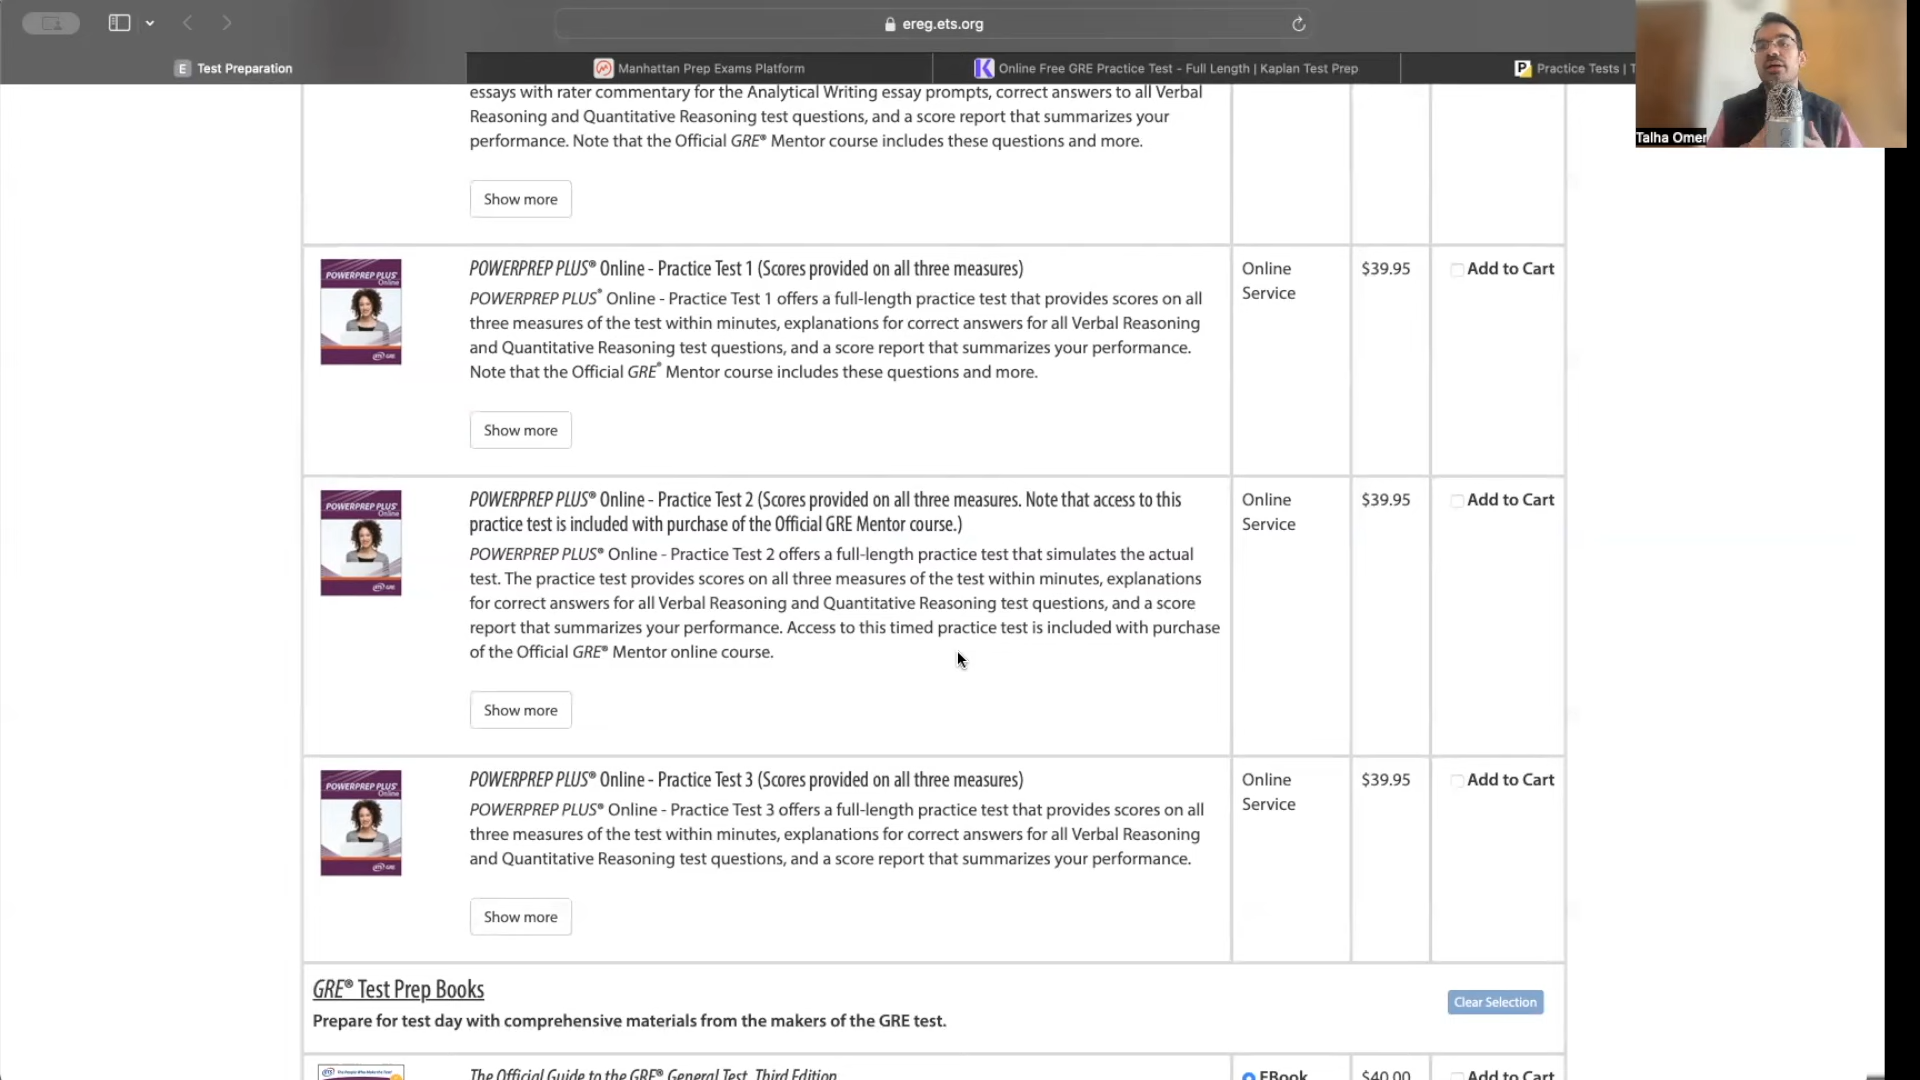 ereg.ets.org
Test Preparation
Manhattan Prep Exams Platform
Online Free GRE Practice Test - Full Length | Kaplan Test Prep
Practice Tests | T
Talha Omer
essays with rater commentary for the Analytical Writing essay prompts, correct answers to all Verbal
Reasoning and Quantitative Reasoning test questions, and a score report that summarizes your
performance. Note that the Official GRE® Mentor course includes these questions and more.
Show more
POWERPREP PLUS
Online
GRE
POWERPREP PLUS® Online - Practice Test 1 (Scores provided on all three measures)
POWERPREP PLUS® Online - Practice Test 1 offers a full-length practice test that provides scores on all
three measures of the test within minutes, explanations for correct answers for all Verbal Reasoning
and Quantitative Reasoning test questions, and a score report that summarizes your performance.
Note that the Official GRE® Mentor course includes these questions and more.
Show more
Online
Service
$39.95
Add to Cart
POWERPREP PLUS
Online
GRE
POWERPREP PLUS® Online - Practice Test 2 (Scores provided on all three measures. Note that access to this
practice test is included with purchase of the Official GRE Mentor course.)
POWERPREP PLUS® Online - Practice Test 2 offers a full-length practice test that simulates the actual
test. The practice test provides scores on all three measures of the test within minutes, explanations
for correct answers for all Verbal Reasoning and Quantitative Reasoning test questions, and a score
report that summarizes your performance. Access to this timed practice test is included with purchase
of the Official GRE® Mentor online course.
Show more
Online
Service
$39.95
Add to Cart
POWERPREP PLUS
Online
GRE
POWERPREP PLUS® Online - Practice Test 3 (Scores provided on all three measures)
POWERPREP PLUS® Online - Practice Test 3 offers a full-length practice test that provides scores on all
three measures of the test within minutes, explanations for correct answers for all Verbal Reasoning
and Quantitative Reasoning test questions, and a score report that summarizes your performance.
Show more
Online
Service
$39.95
Add to Cart
GRE® Test Prep Books
Clear Selection
Prepare for test day with comprehensive materials from the makers of the GRE test.
The Official Guide to the GRE® General Test, Third Edition
EBook
$40.00
Add to Cart